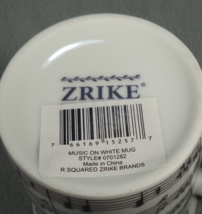 ZRIKE®
7 66169 15257 7
MUSIC ON WHITE MUG
STYLE# 0701282
Made in China
R SQUARED ZRIKE BRANDS